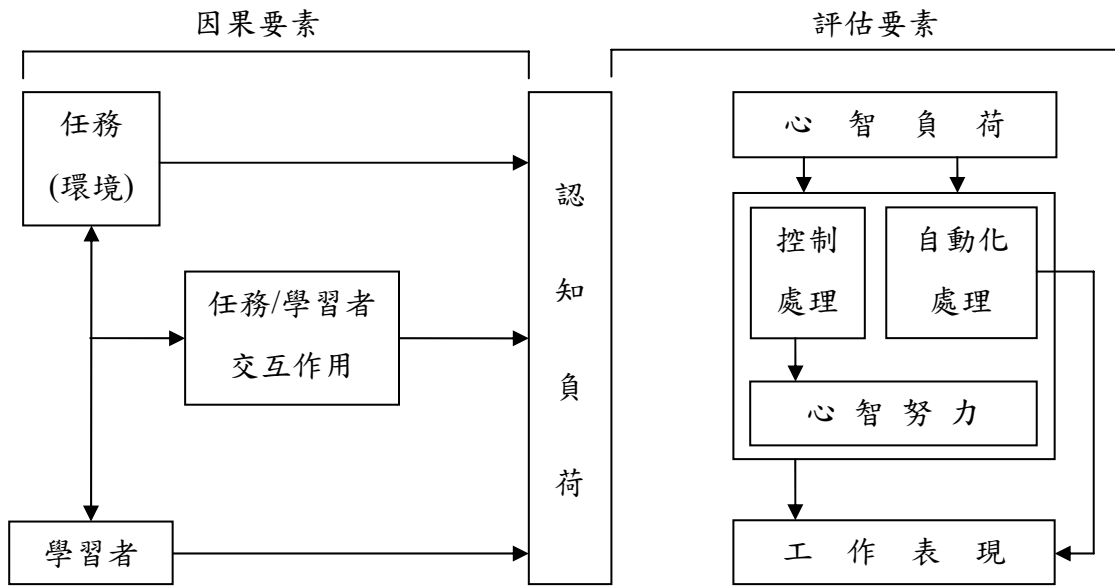 因果要素
評估要素
任務
(環境)
任務/學習者
交互作用
學習者
認
知
負
荷
心 智 負 荷
控制
處理
自動化
處理
心 智 努 力
工 作 表 現